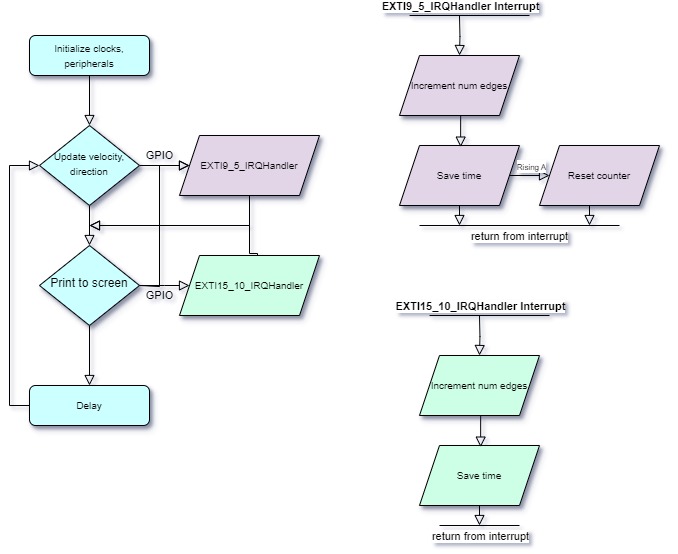 Initialize clocks,
peripherals
Update velocity,
direction
GPIO
EXTI9_5_IRQHandler
Print to screen
GPIO
EXTI15_10_IRQHandler
Delay
EXTI9_5_IRQHandler Interrupt
Increment num edges
Save time
Rising A
Reset counter
return from interrupt
EXTI15_10_IRQHandler Interrupt
Increment num edges
Save time
return from interrupt